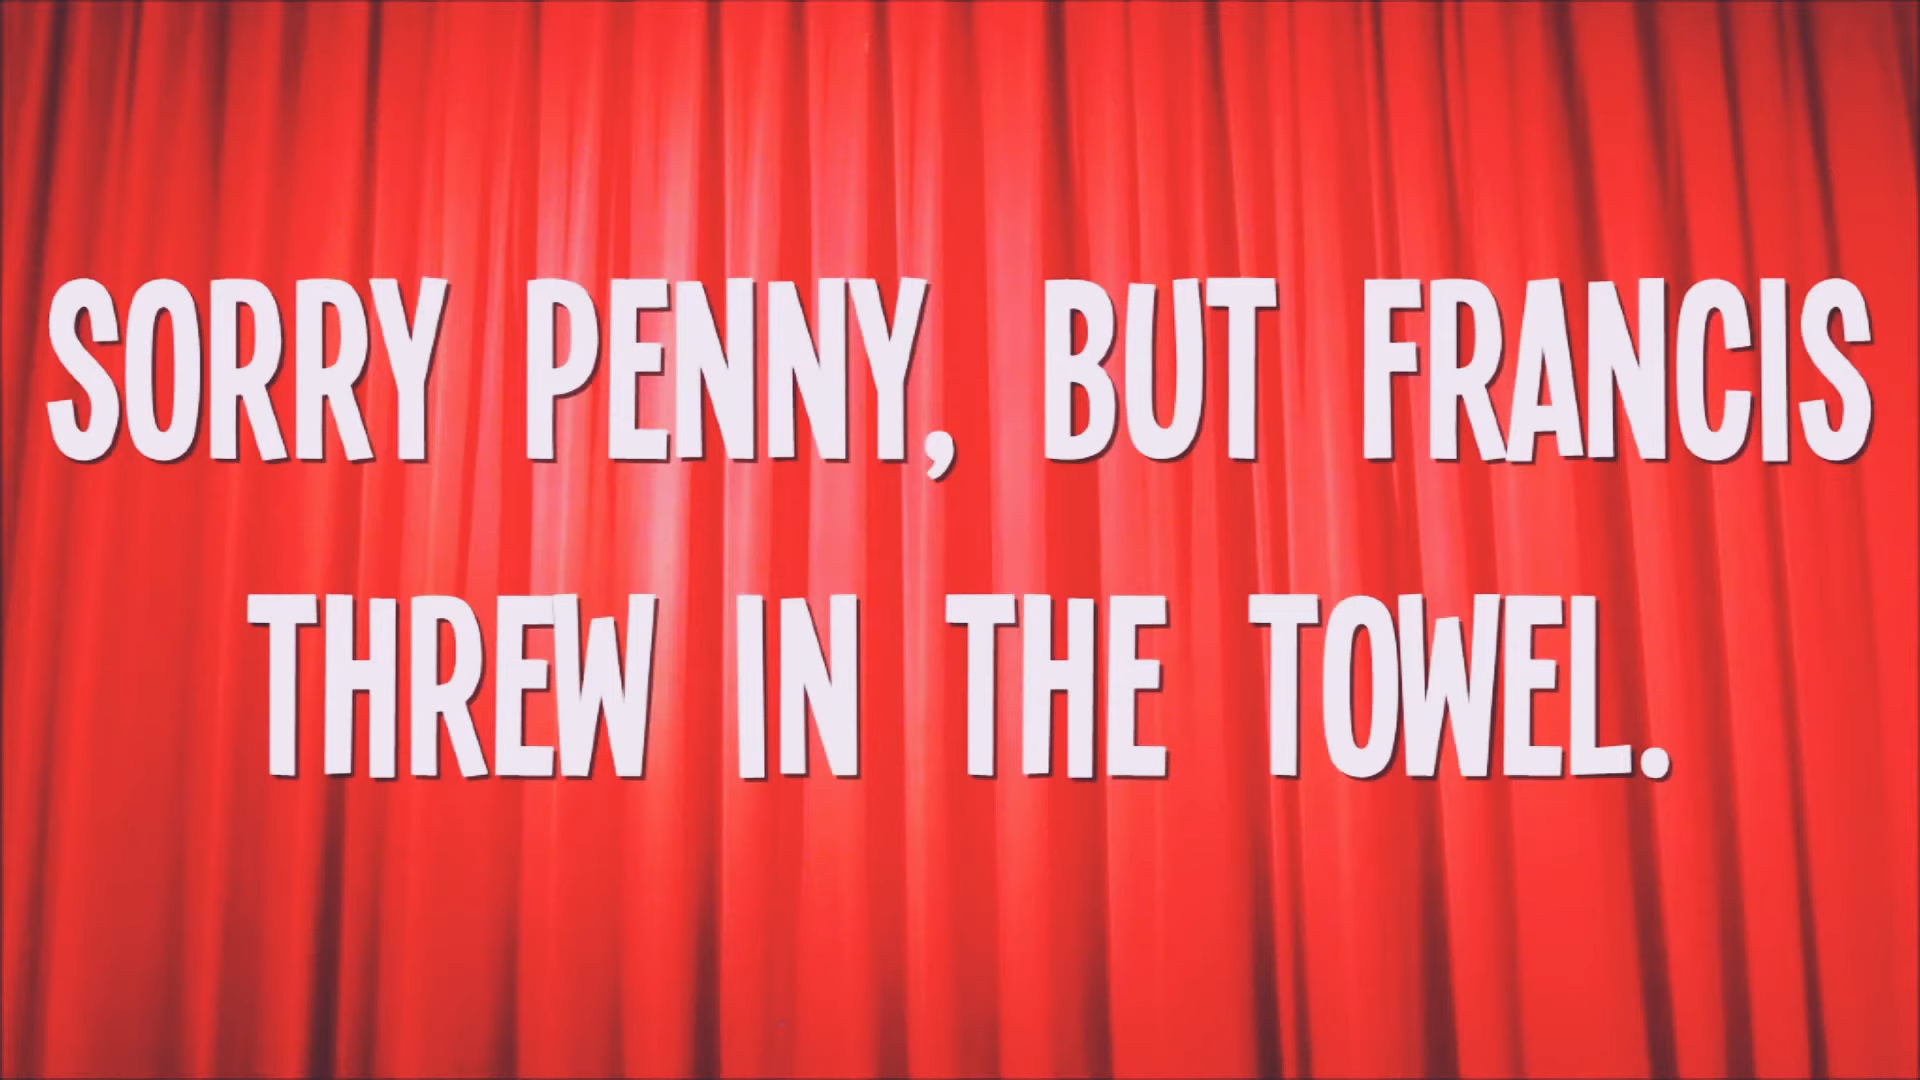 SORRY PENNY, BUT FRANCIS
THREW IN THE TOWEL.